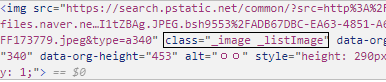 <img src="https://search.pstatic.net/common/?src=http%3A%2F
files.naver.ne…I1tZBAg.JPEG.bsh9553%2FADB67DBC-EA63-4851-A6
FF173779.jpeg&type=a340" class="_image _listImage" data-org
"340" data-org-height="453" alt="ㅇㅇ" style="height: 290px
y: 1;"> == $0